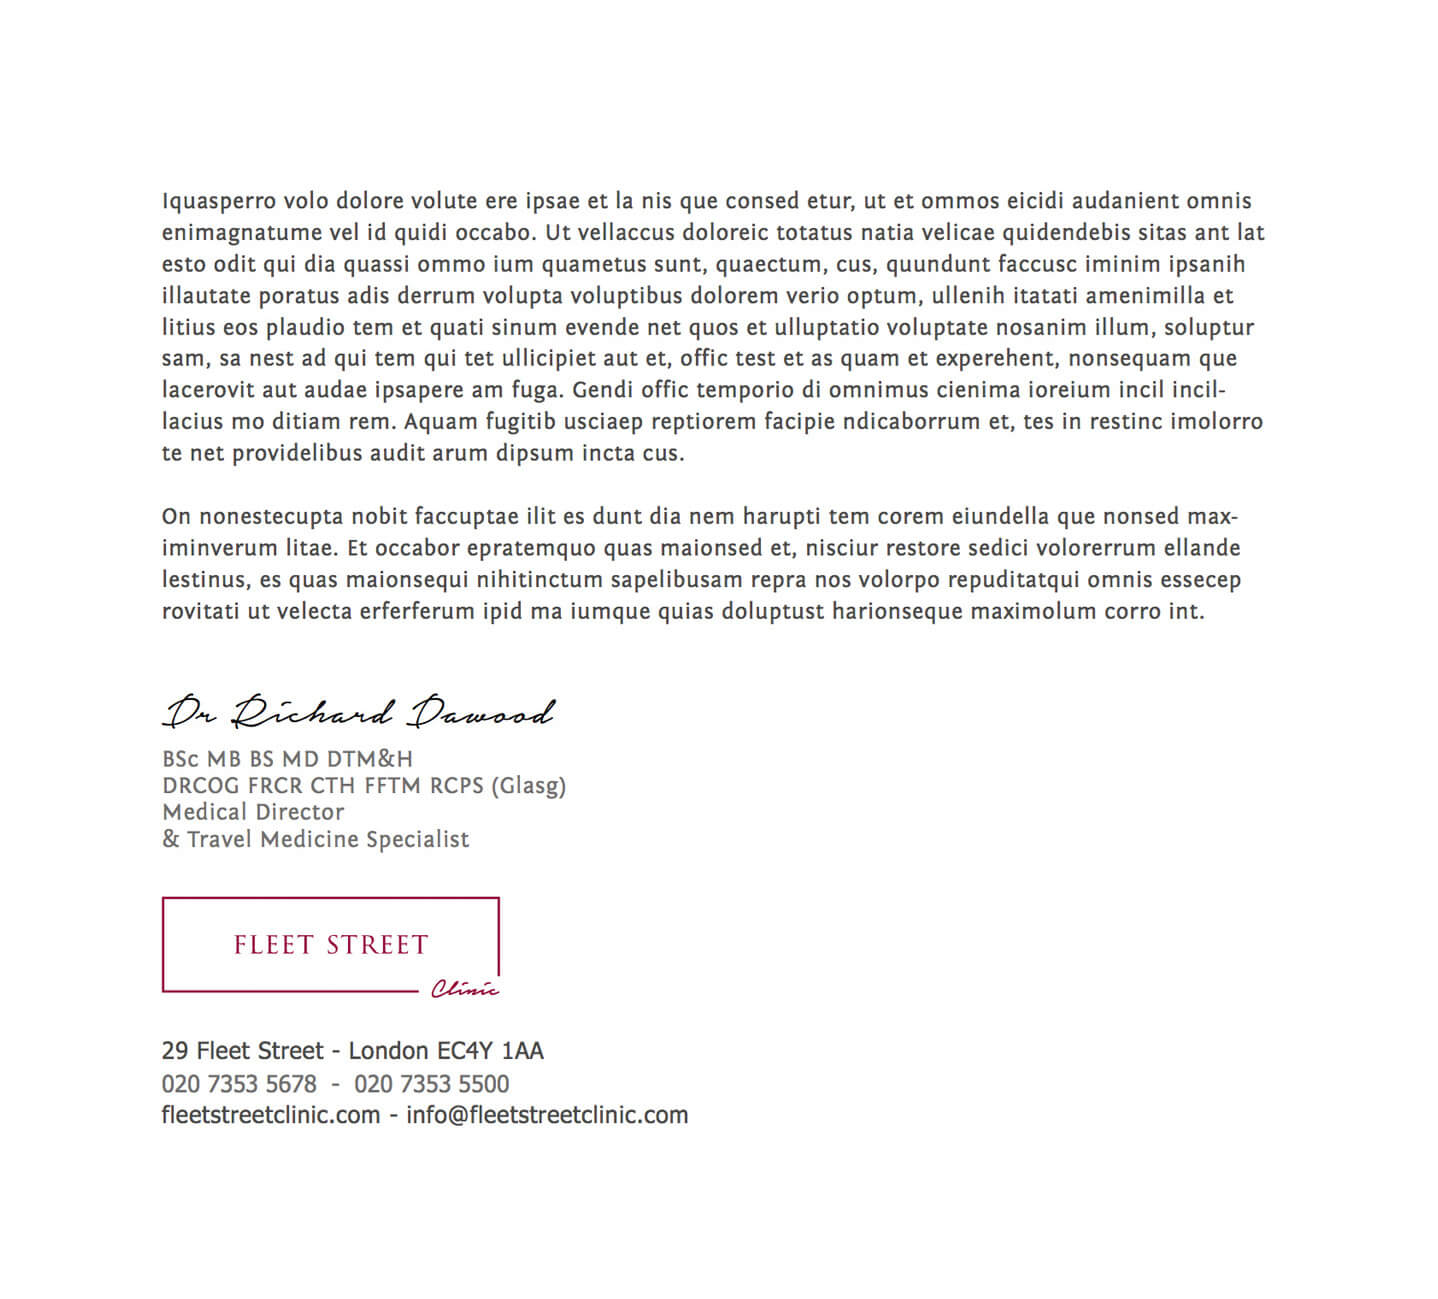 Iquasperro volo dolore volute ere ipsae et la nis que consed etur, ut et ommos eicidi audanient omnis
enimagnatume vel id quidi occabo. Ut vellaccus doloreic totatus natia velicae quidendebis sitas ant lat
esto odit qui dia quassi ommo ium quametus sunt, quaectum, cus, quundunt faccusc iminim ipsanih
illautate poratus adis derrum volupta voluptibus dolorem verio optum, ullenih itatati amenimilla et
litius eos plaudio tem et quati sinum evende net quos et ulluptatio voluptate nosanim illum, soluptur
sam, sa nest ad qui tem qui tet ullicipiet aut et, offic test et as quam et experehent, nonsequam que
lacerovit aut audae ipsapere am fuga. Gendi offic temporio di omnimus cienima ioreium incil incil-
lacius mo ditiam rem. Aquam fugitib usciaep reptiorem facipie ndicaborrum et, tes in restinc imolorro
te net providelibus audit arum dipsum incta cus.
On nonestecupta nobit faccuptae ilit es dunt dia nem harupti tem corem eiundella que nonsed max-
iminverum litae. Et occabor epratemquo quas maionsed et, nisciur restore sedici volorerrum ellande
lestinus, es quas maionsequi nihitinctum sapelibusam repra nos volorpo repuditatqui omnis essecep
rovitati ut velecta erferferum ipid ma iumque quias doluptust harionseque maximolum corro int.
Dr Richard Dawood
BSc MB BS MD DTM&H
DRCOG FRCR CTH FFTM RCPS (Glasg)
Medical Director
& Travel Medicine Specialist
FLEET STREET
Clinic
29 Fleet Street - London EC4Y 1AA
020 7353 5678 - 020 7353 5500
fleetstreetclinic.com - info@fleetstreetclinic.com